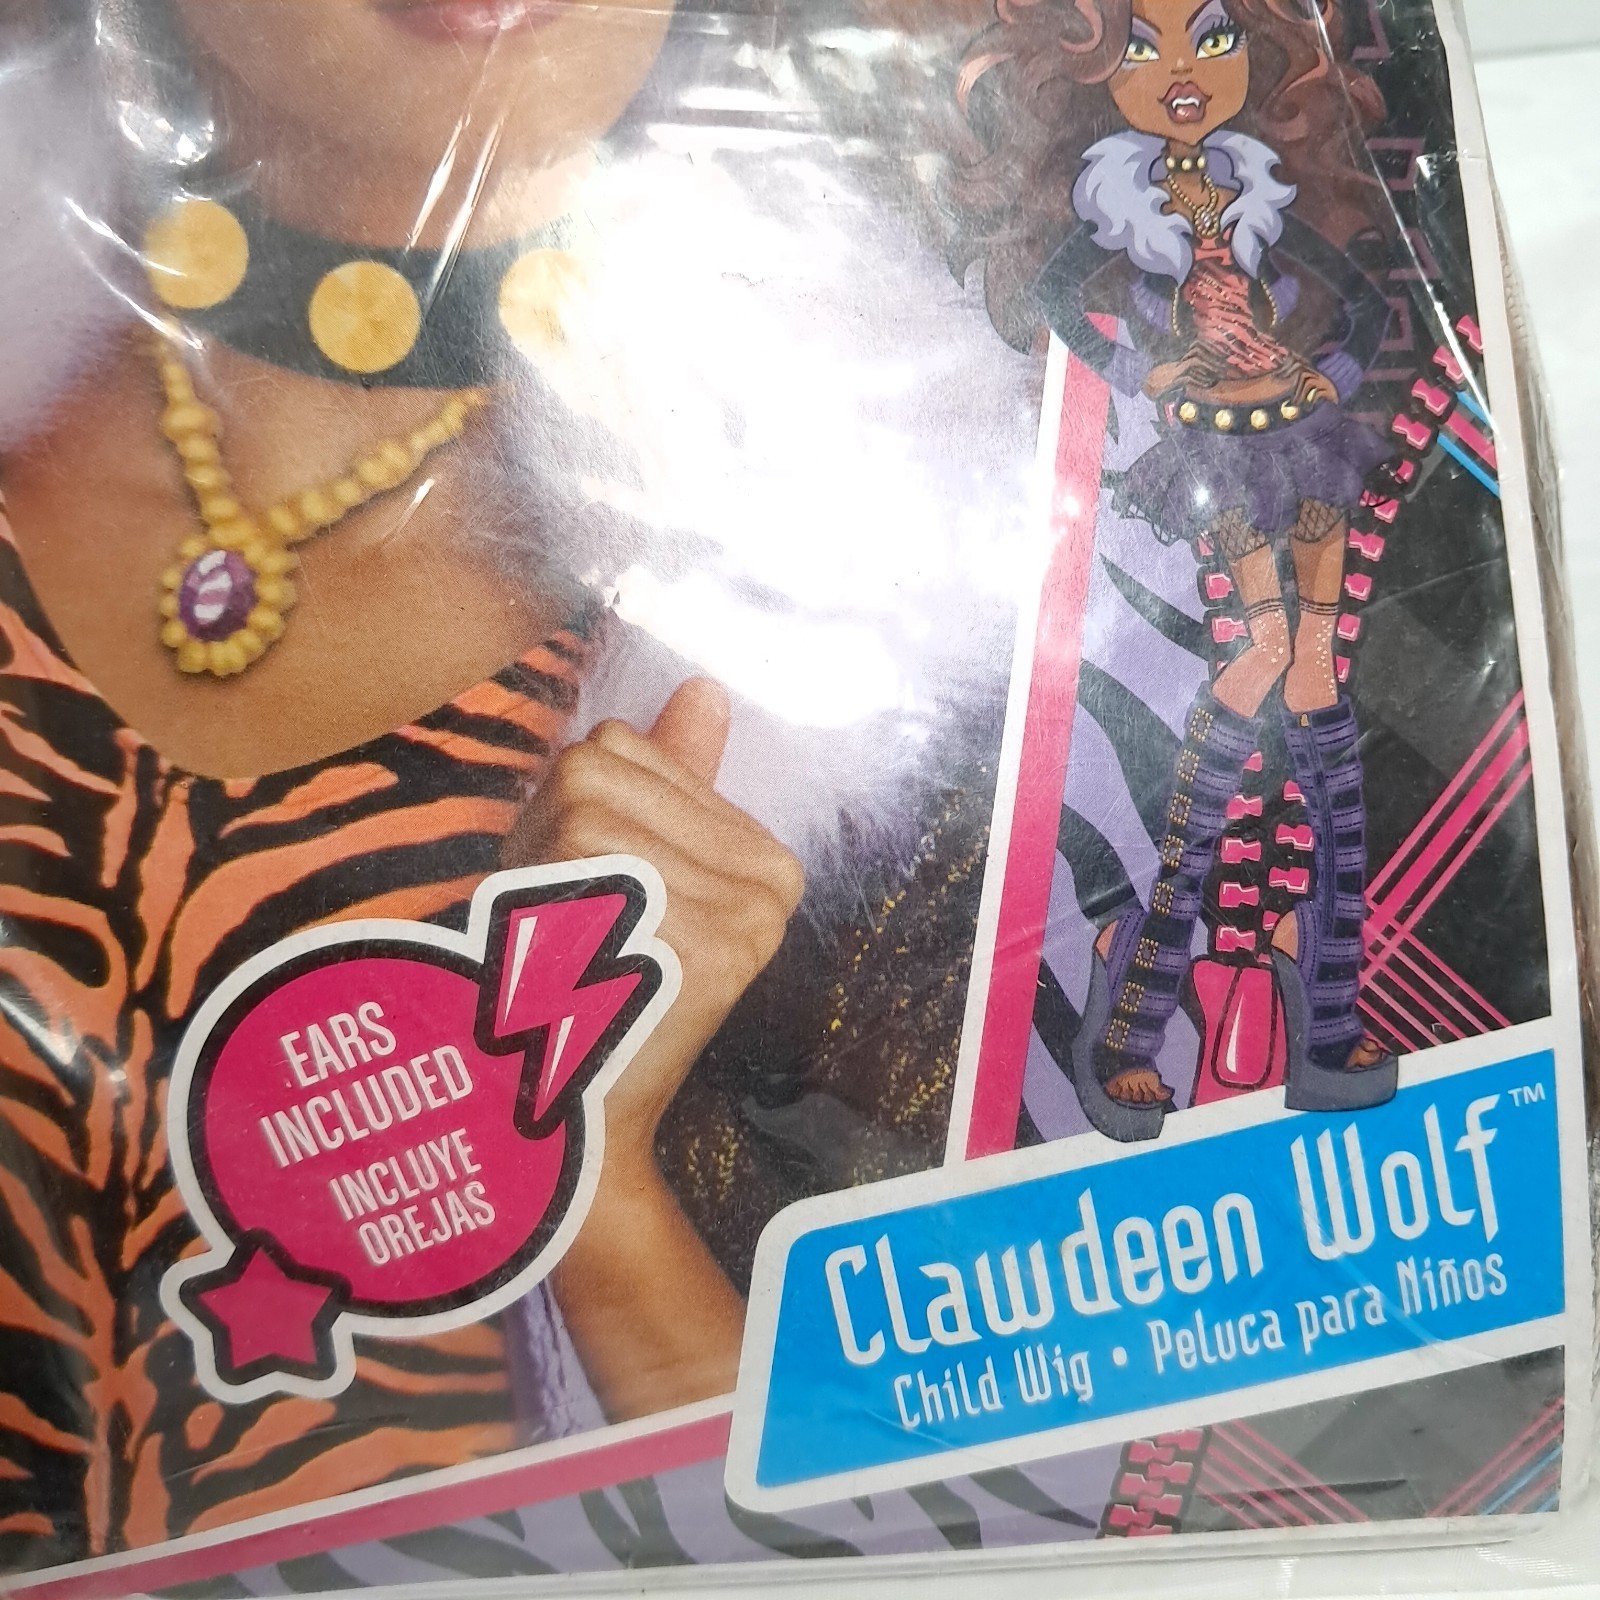 EARS
INCLUDED
INCLUYE
OREJAS
Clawdeen Wolf™
Child Wig • Peluca para Niños